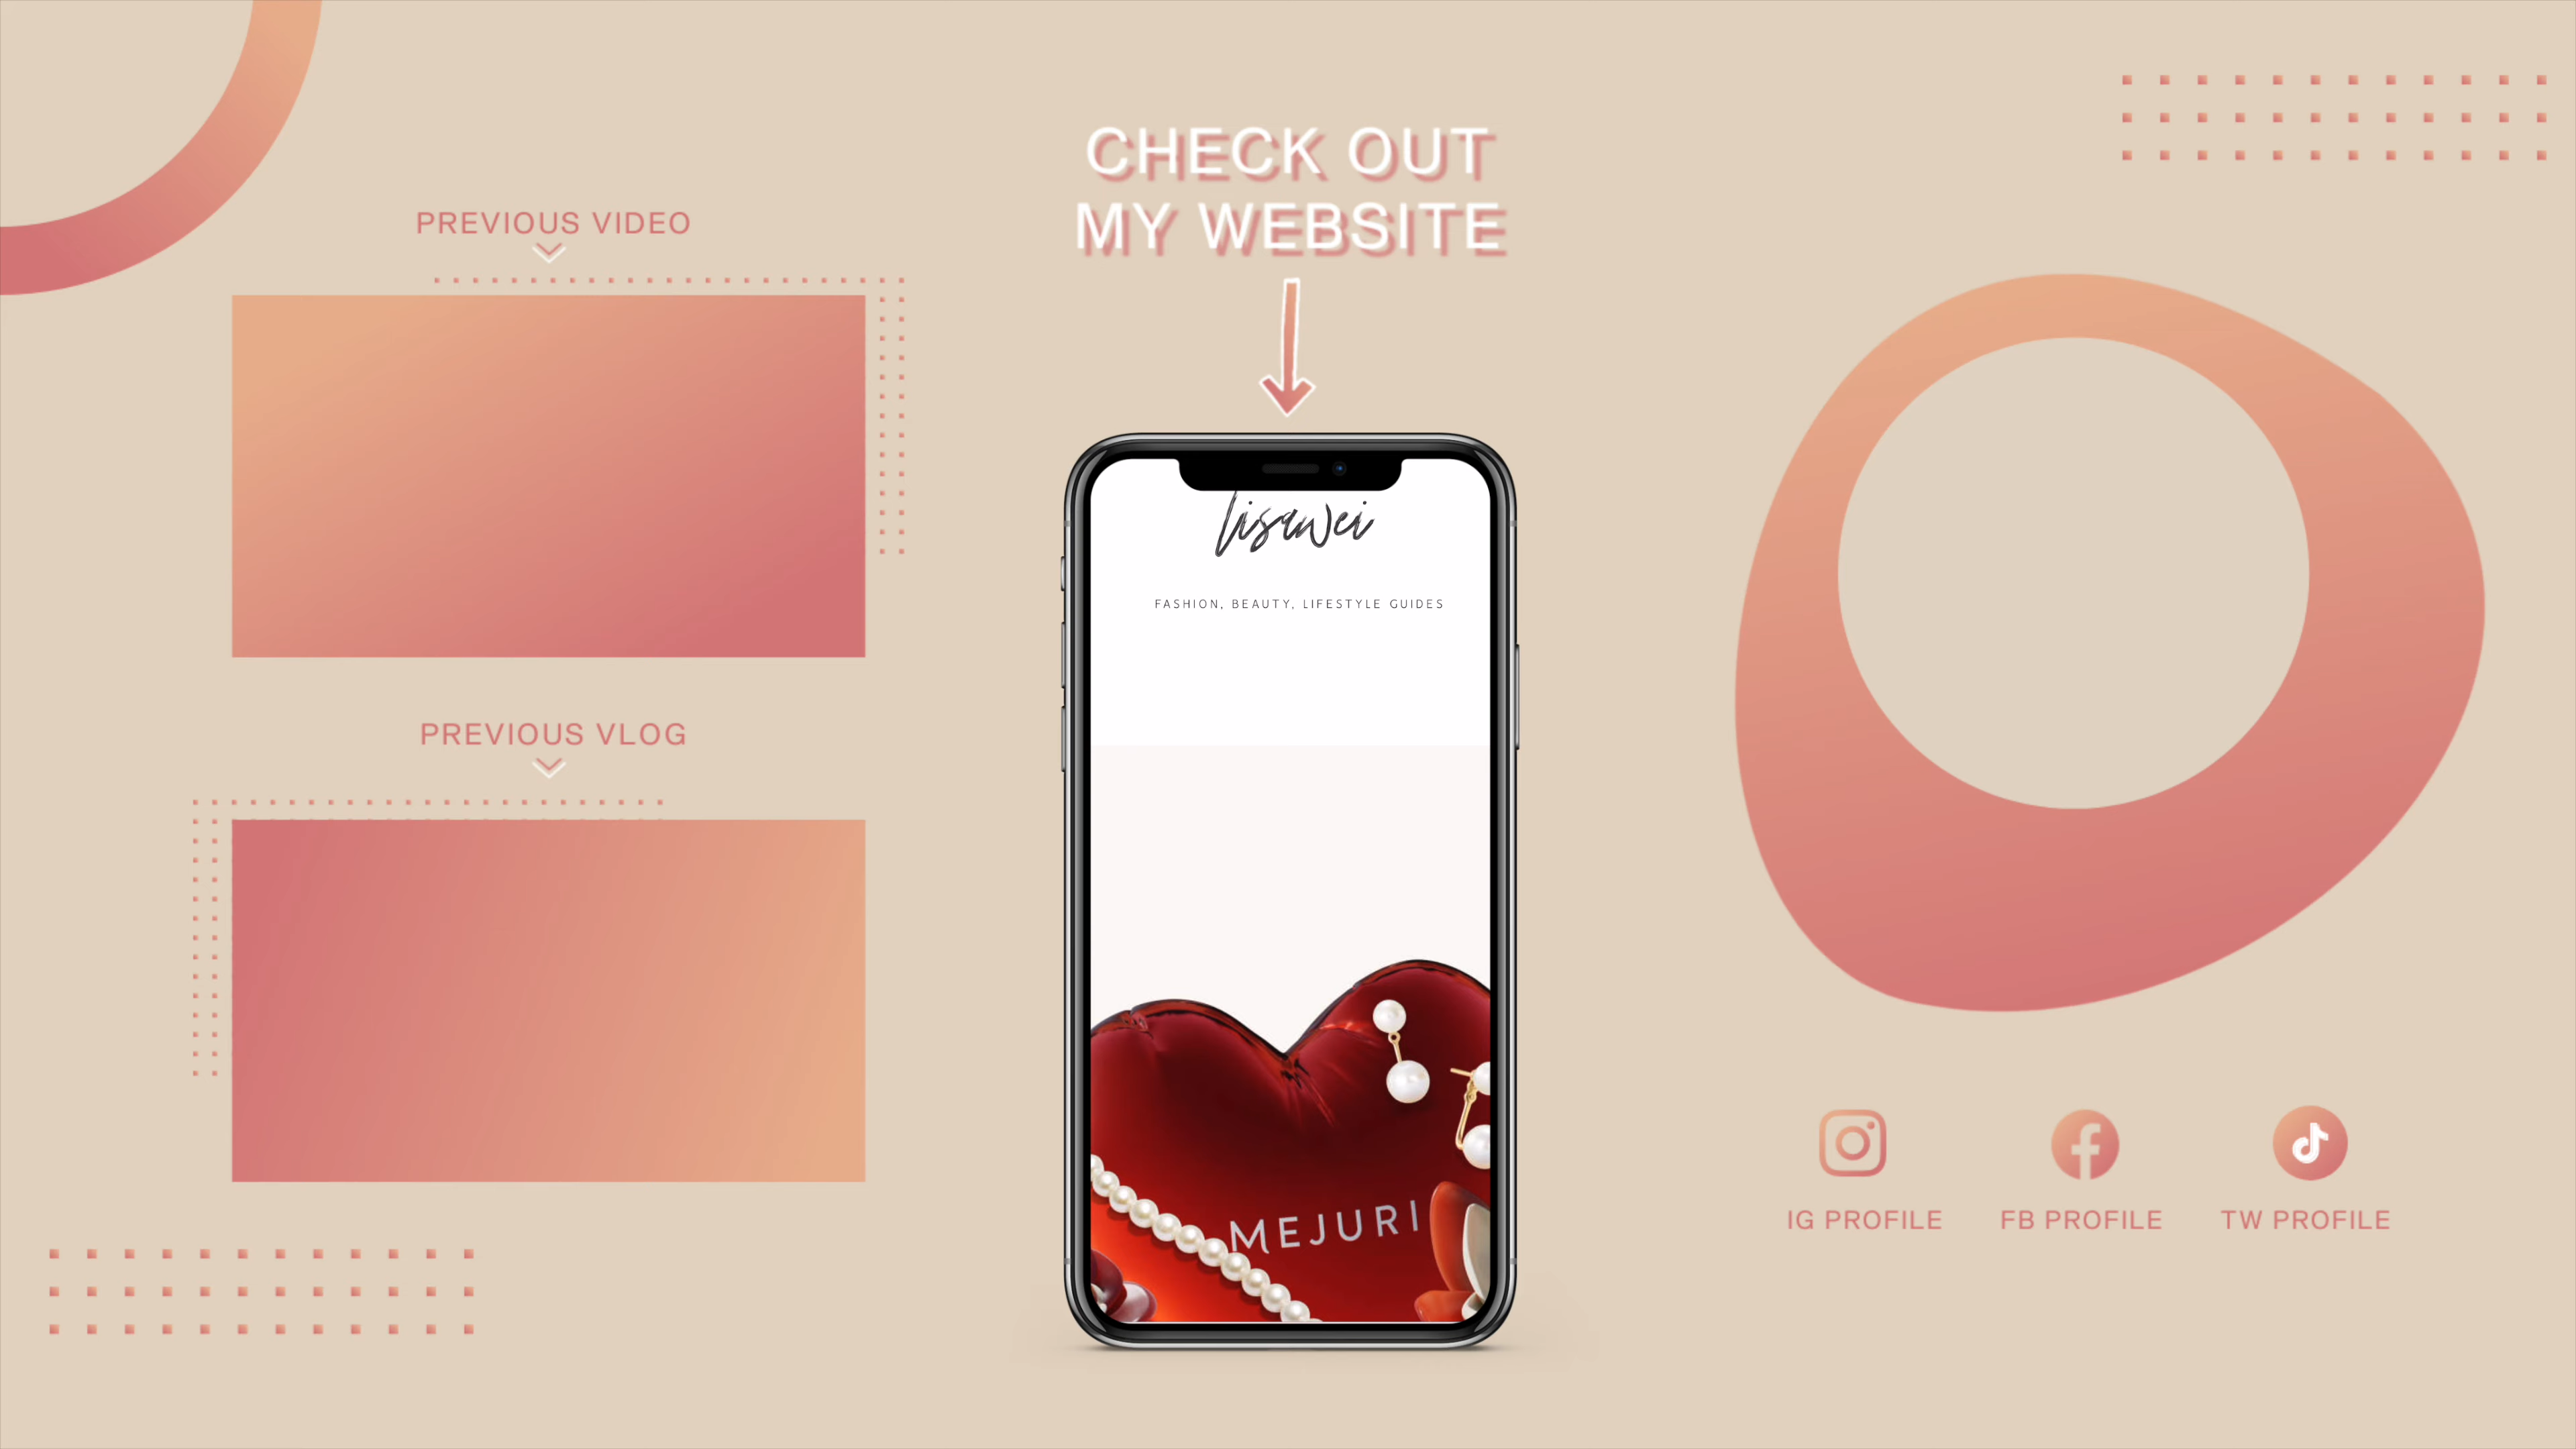 CHECK OUT
MY WEBSITE
PREVIOUS VIDEO
PREVIOUS VLOG
lisawei
FASHION, BEAUTY, LIFESTYLE GUIDES
MEJURI
IG PROFILE
FB PROFILE
TW PROFILE